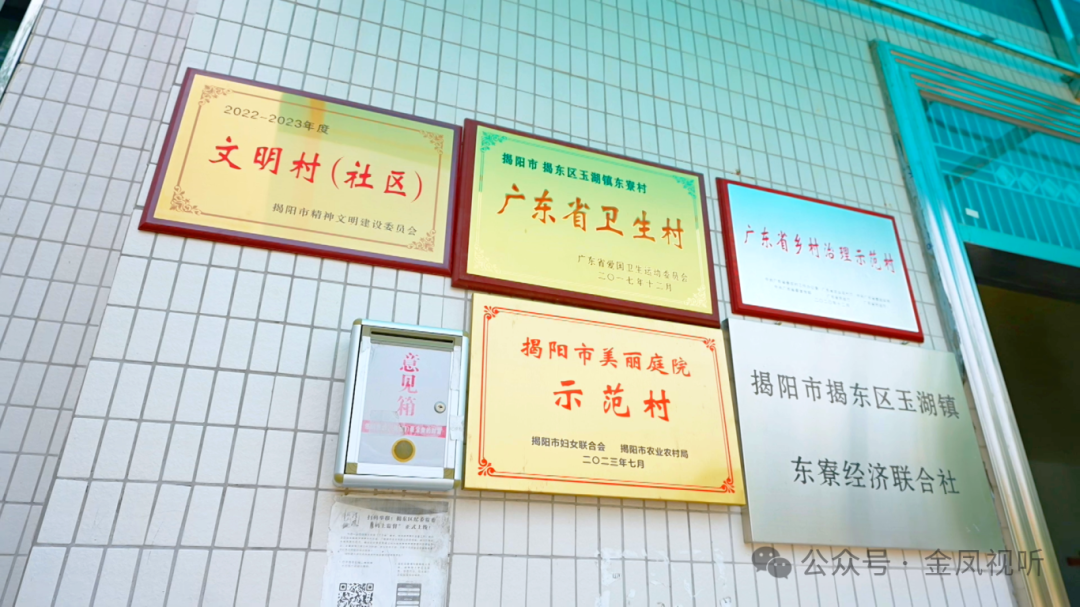 2022-2023年度
文明村(社区)
揭阳市精神文明建设委员会
揭阳市 揭东区玉湖镇东寮村
广东省卫生村
广东省爱国卫生运动委员会
二〇一七年十二月
广东省乡村治理示范村
意见箱
揭阳市美丽庭院
示范村
揭阳市妇女联合会 揭阳市农业农村局
二〇二三年七月
揭阳市揭东区玉湖镇
东寮经济联合社
公众号·金凤视听